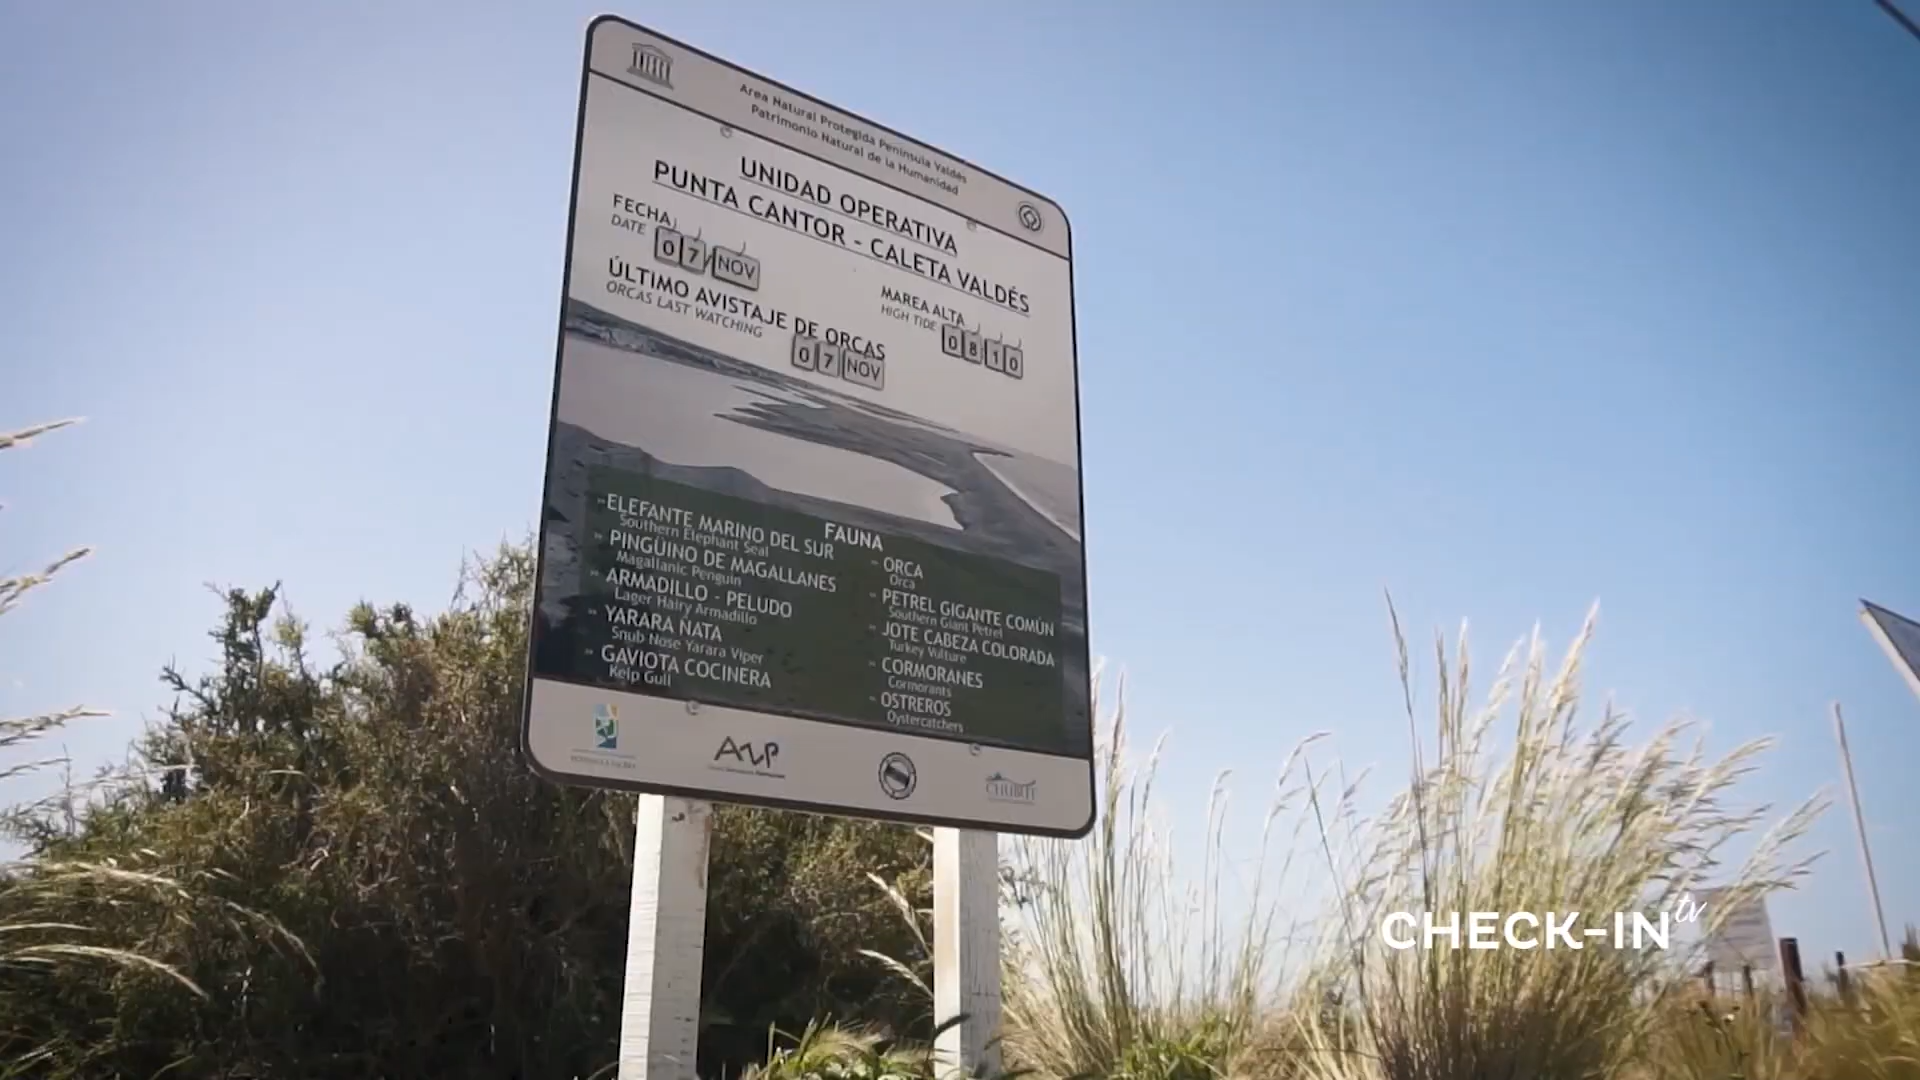 Area Natural Protegida Península Valdés
Patrimonio Natural de la Humanidad
UNIDAD OPERATIVA
PUNTA CANTOR - CALETA VALDÉS
FECHA
DATE
07/NOV
MAREA ALTA
HIGH TIDE
0810
ÚLTIMO AVISTAJE DE ORCAS
ORCAS LAST WATCHING
07 NOV
FAUNA
ELEFANTE MARINO DEL SUR
Southern Elephant Seal
PINGÜINO DE MAGALLANES
Magallanic Penguin
ARMADILLO - PELUDO
Lager Hairy Armadillo
YARARA ÑATA
Snub Nose Yarara Viper
GAVIOTA COCINERA
Kelp Gull
ORCA
Orca
PETREL GIGANTE COMÚN
Southern Giant Petrel
JOTE CABEZA COLORADA
Turkey Vulture
CORMORANES
Cormorants
OSTREROS
Oystercatchers
ANP
CHUBUT
CHECK-IN tv